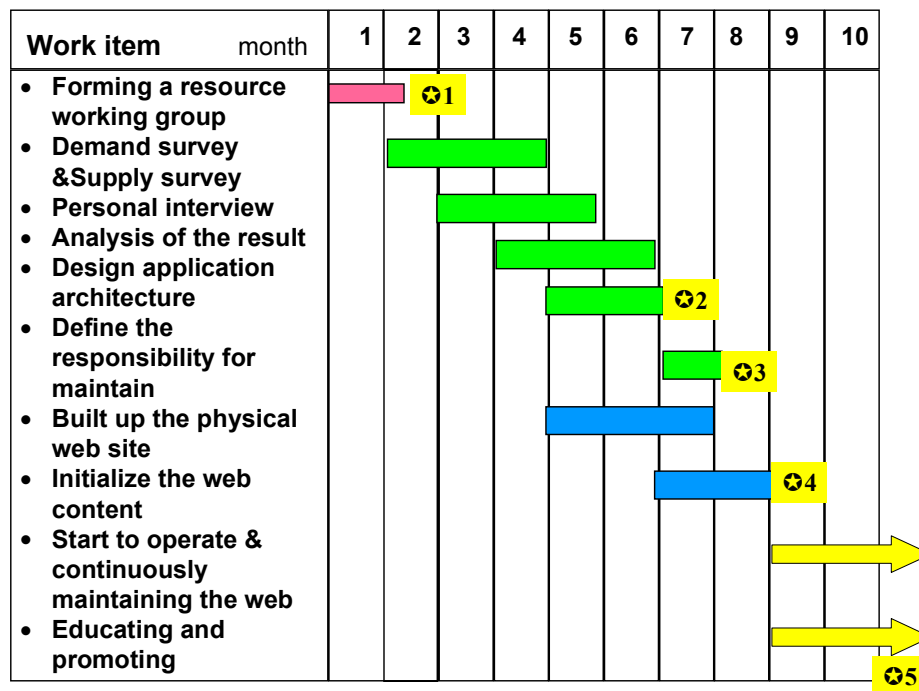 Work item month 1 2 3 4 5 6 7 8 9 10
• Forming a resource
working group
✪1
• Demand survey
&Supply survey
• Personal interview
• Analysis of the result
• Design application
architecture
✪2
• Define the
responsibility for
maintain
✪3
• Built up the physical
web site
• Initialize the web
content
✪4
• Start to operate &
continuously
maintaining the web
• Educating and
promoting
✪5